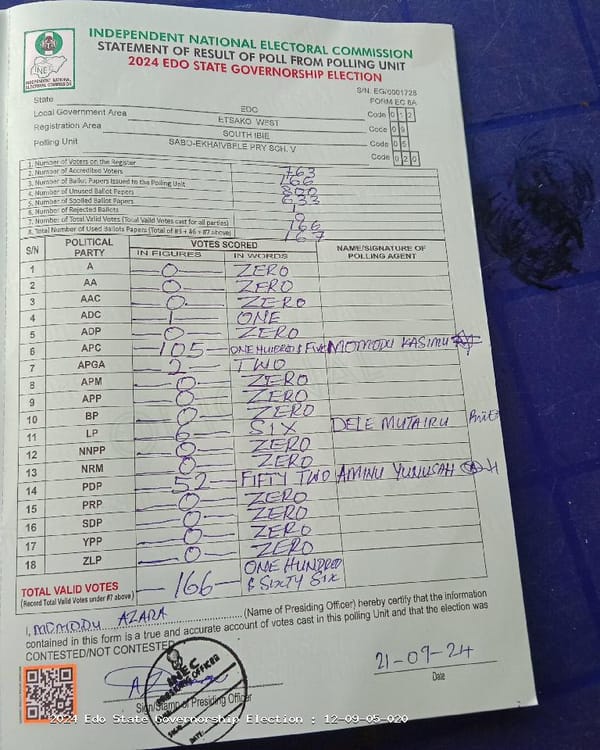 INDEPENDENT NATIONAL ELECTORAL COMMISSION
STATEMENT OF RESULT OF POLL FROM POLLING UNIT
2024 EDO STATE GOVERNORSHIP ELECTION
INEC
INDEPENDENT NATIONAL ELECTORAL COMMISSION
S/N. EG/0001728
FORM EC 8A
State EDO Code 0 1 2
Local Government Area ETSAKO WEST Code 0 9
Registration Area SOUTH IBIE Code 0 5
Polling Unit SABO-EKHAIVBELE PRY SCH. V Code 0 2 0
1. Number of Voters on the Register 763
2. Number of Accredited Voters 166
3. Number of Ballot Papers Issued to the Polling Unit 800
4. Number of Unused Ballot Papers 633
5. Number of Spoiled Ballot Papers 1
6. Number of Rejected Ballots 0
7. Number of Total Valid Votes (Total Valid Votes cast for all parties) 166
8. Total Number of Used Ballots Papers (Total of #5 + #6 + #7 above) 167
S/N POLITICAL PARTY VOTES SCORED NAME/SIGNATURE OF POLLING AGENT
IN FIGURES IN WORDS
1 A 0 ZERO
2 AA 0 ZERO
3 AAC 0 ZERO
4 ADC 1 ONE
5 ADP 0 ZERO
6 APC 105 ONE HUNDRED & FIVE MOMODU KASIMU
7 APGA 2 TWO
8 APM 0 ZERO
9 APP 0 ZERO
10 BP 0 ZERO
11 LP 6 SIX DELE MUTAIRU
12 NNPP 0 ZERO
13 NRM 0 ZERO
14 PDP 52 FIFTY TWO AMINU YUNUSAH
15 PRP 0 ZERO
16 SDP 0 ZERO
17 YPP 0 ZERO
18 ZLP 0 ZERO
TOTAL VALID VOTES 166 ONE HUNDRED & SIXTY SIX
(Record Total Valid Votes under #7 above)
I, MOMODU AZARA (Name of Presiding Officer) hereby certify that the information
contained in this form is a true and accurate account of votes cast in this polling Unit and that the election was
CONTESTED/NOT CONTESTED
INEC
PRESIDING OFFICER
DATE:
21-09-24
Sign/Stamp of Presiding Officer
Date
2024 Edo State Governorship Election : 12-09-05-020